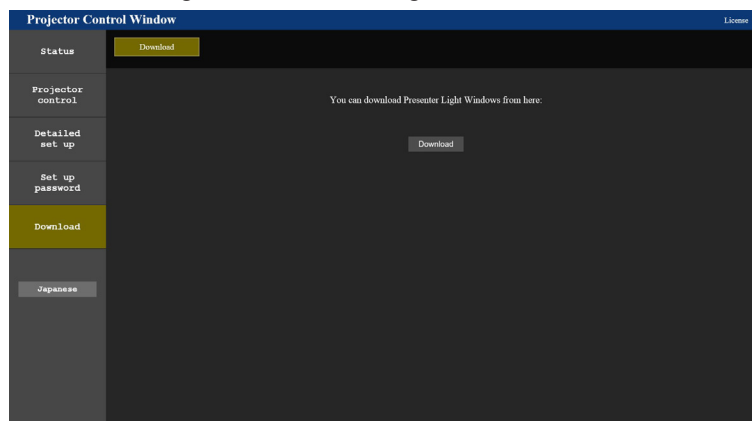 Projector Control Window
License
Status
Projector
control
Detailed
set up
Set up
password
Download
Japanese
Download
You can download Presenter Light Windows from here:
Download